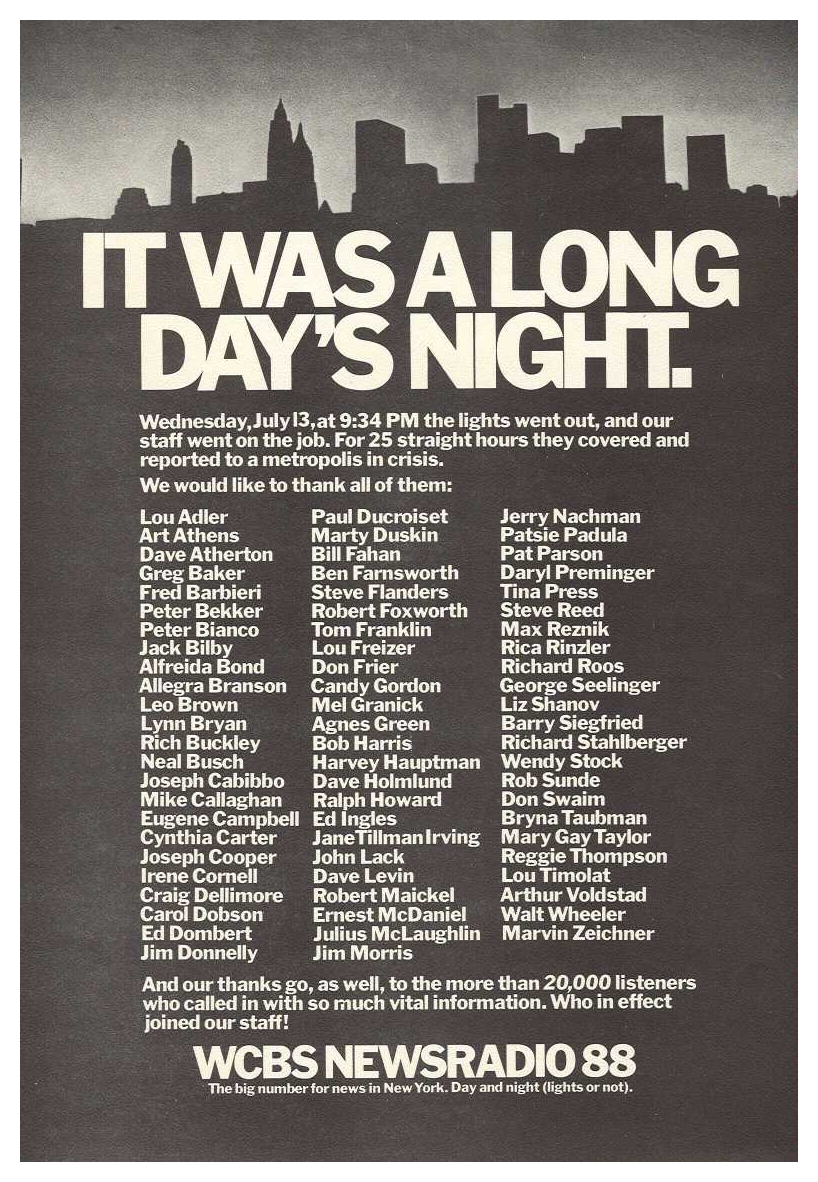 IT WAS A LONG
DAY'S NIGHT.
Wednesday, July 13, at 9:34 PM the lights went out, and our
staff went on the job. For 25 straight hours they covered and
reported to a metropolis in crisis.
We would like to thank all of them:
Lou Adler
Art Athens
Dave Atherton
Greg Baker
Fred Barbieri
Peter Bekker
Peter Bianco
Jack Bilby
Alfreida Bond
Allegra Branson
Leo Brown
Lynn Bryan
Rich Buckley
Neal Busch
Joseph Cabibbo
Mike Callaghan
Eugene Campbell
Cynthia Carter
Joseph Cooper
Irene Cornell
Craig Dellimore
Carol Dobson
Ed Dombert
Jim Donnelly
Paul Ducroiset
Marty Duskin
Bill Fahan
Ben Farnsworth
Steve Flanders
Robert Foxworth
Tom Franklin
Lou Freizer
Don Frier
Candy Gordon
Mel Granick
Agnes Green
Bob Harris
Harvey Hauptman
Dave Holmlund
Ralph Howard
Ed Ingles
Jane Tillman Irving
John Lack
Dave Levin
Robert Maickel
Ernest McDaniel
Julius McLaughlin
Jim Morris
Jerry Nachman
Patsie Padula
Pat Parson
Daryl Preminger
Tina Press
Steve Reed
Max Reznik
Rica Rinzler
Richard Roos
George Seelinger
Liz Shanov
Barry Siegfried
Richard Stahlberger
Wendy Stock
Rob Sunde
Don Swaim
Bryna Taubman
Mary Gay Taylor
Reggie Thompson
Lou Timolat
Arthur Voldstad
Walt Wheeler
Marvin Zeichner
And our thanks go, as well, to the more than 20,000 listeners
who called in with so much vital information. Who in effect
joined our staff!
WCBS NEWSRADIO 88
The big number for news in New York. Day and night (lights or not).